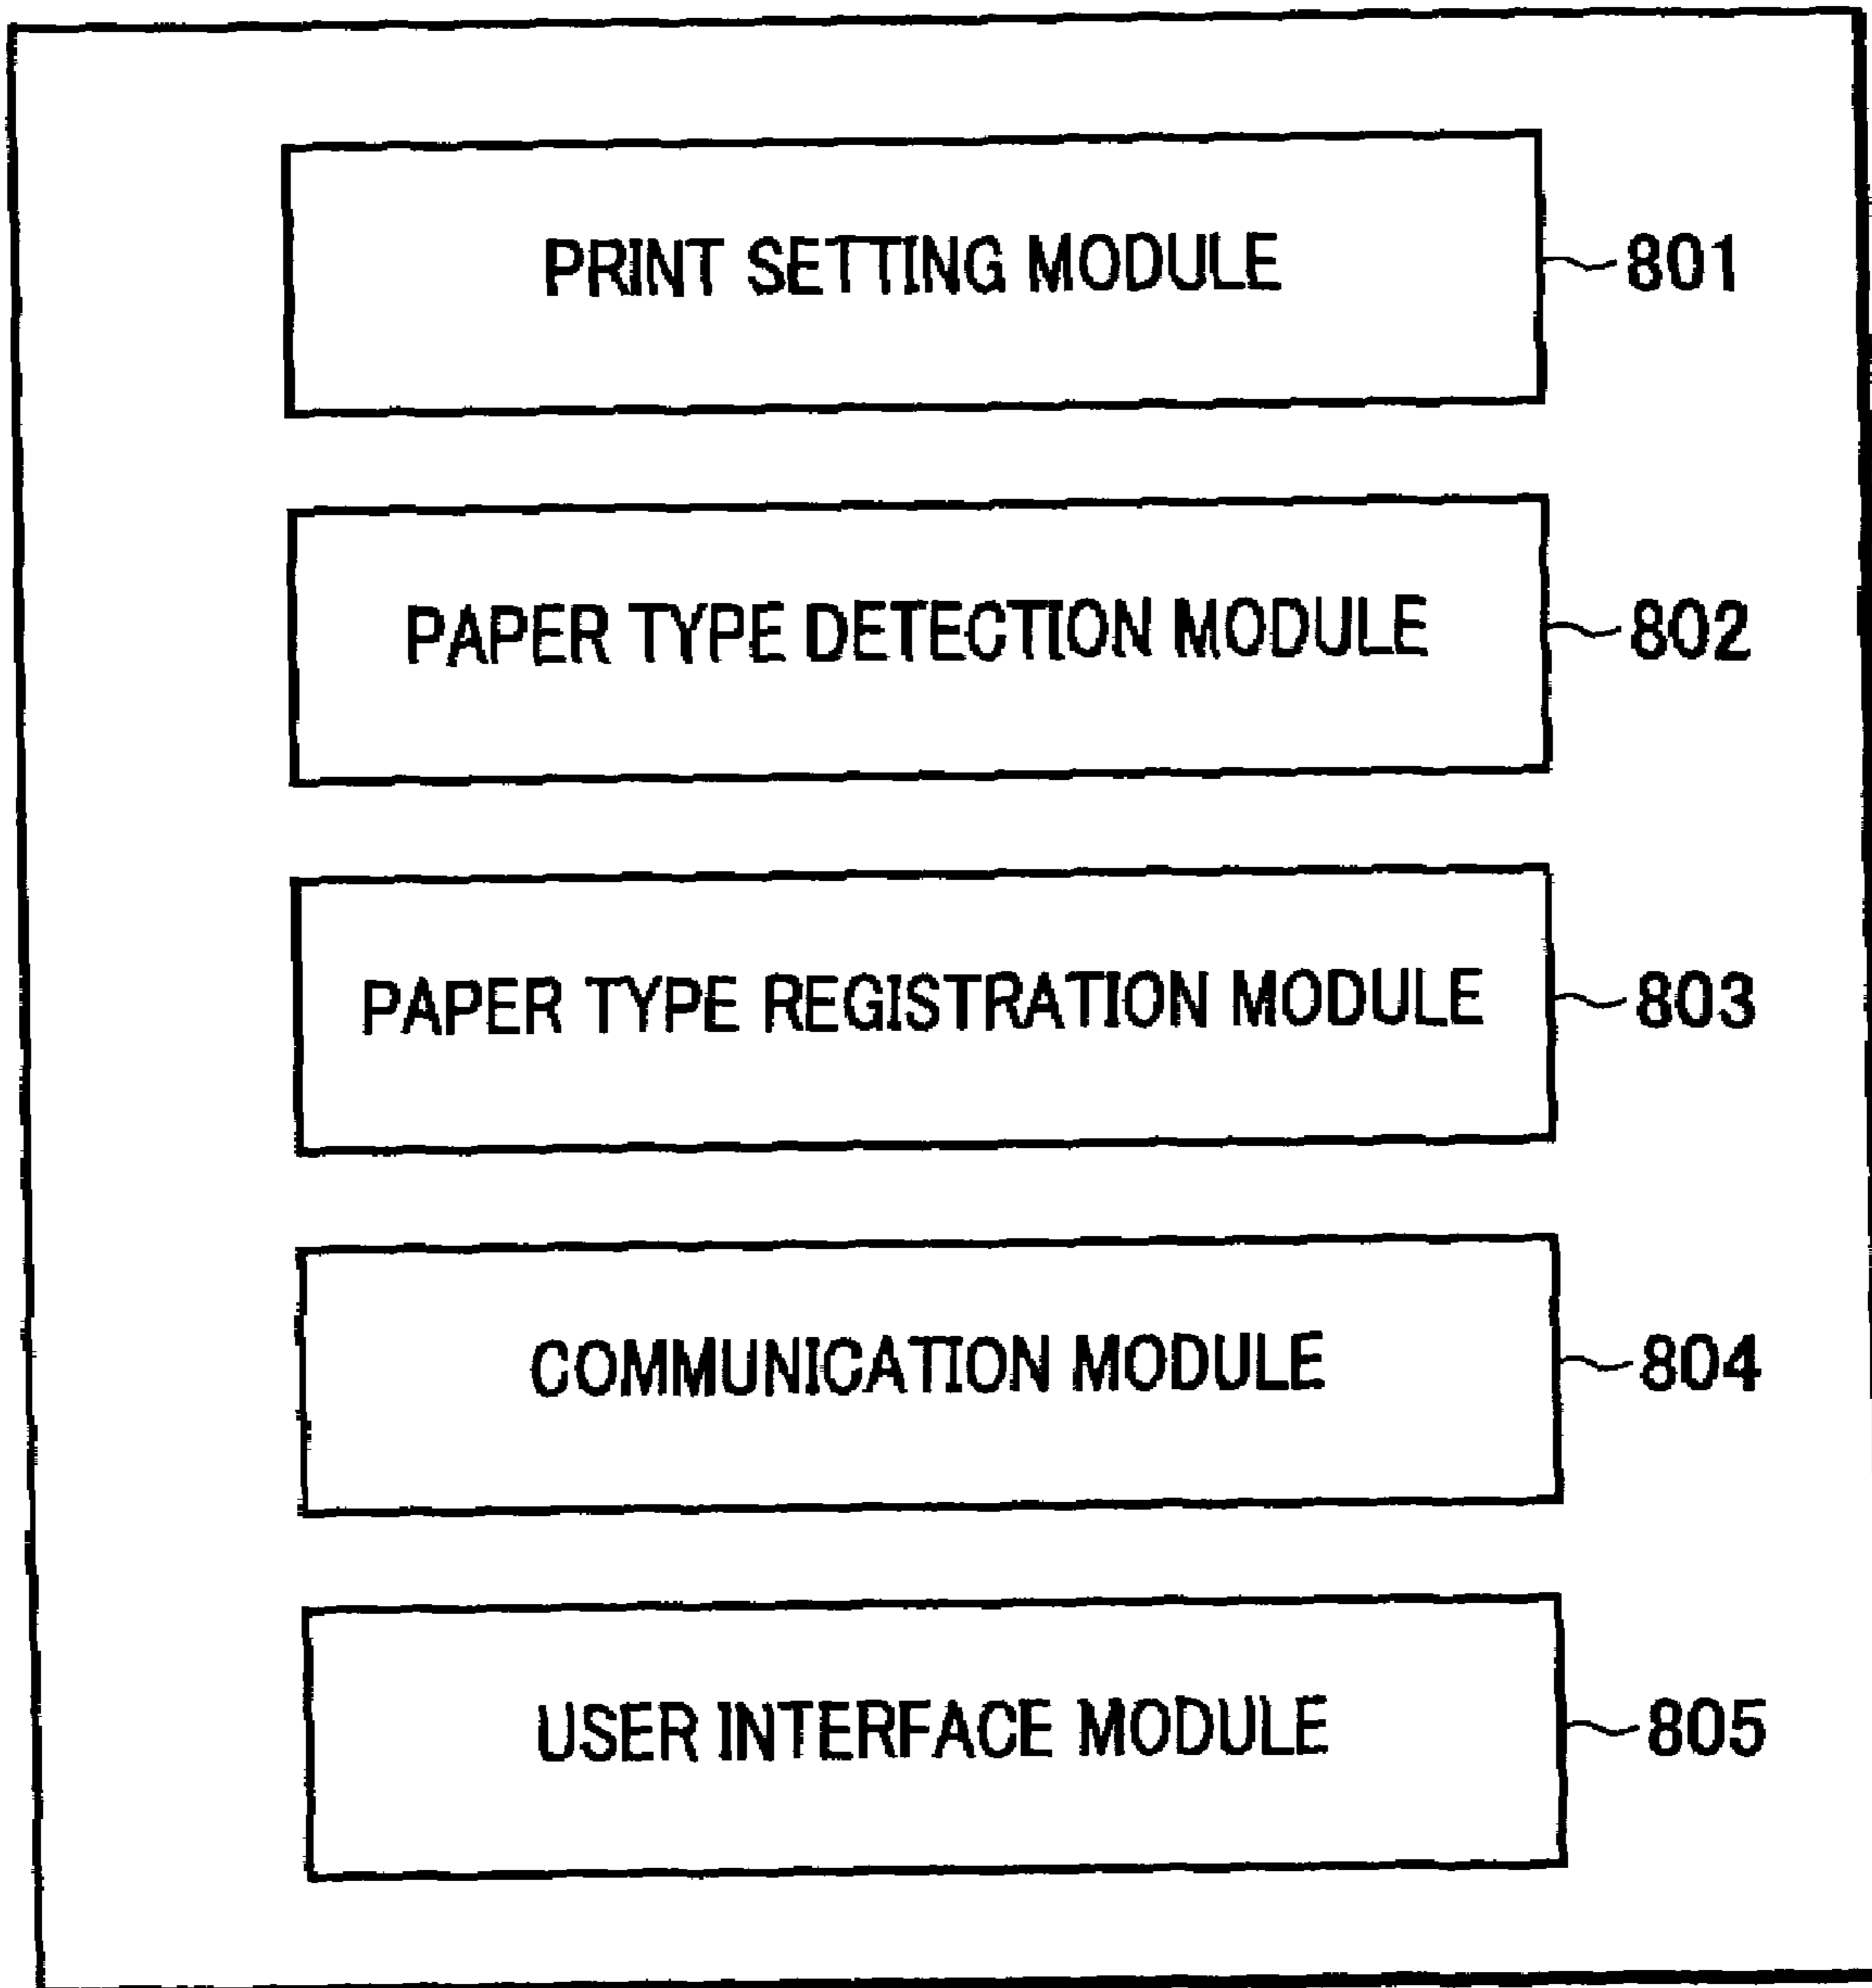 PRINT SETTING MODULE 801
PAPER TYPE DETECTION MODULE 802
PAPER TYPE REGISTRATION MODULE 803
COMMUNICATION MODULE 804
USER INTERFACE MODULE 805